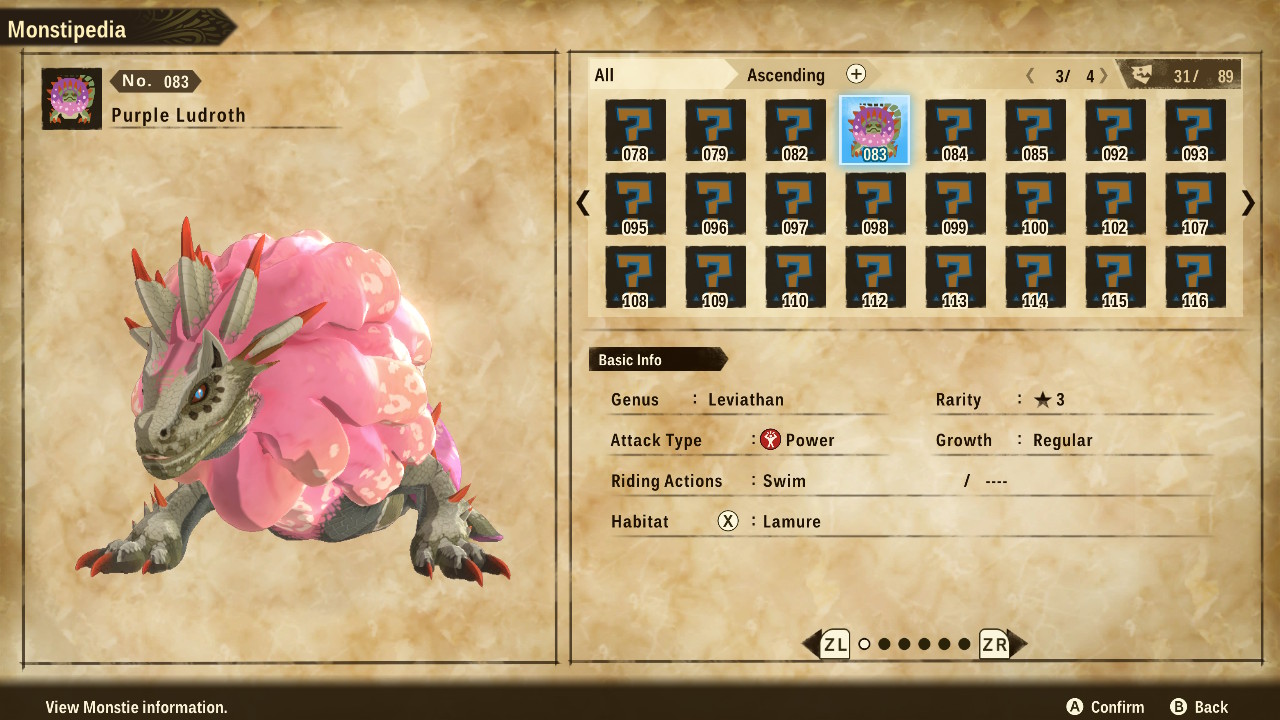 Monstipedia
No. 083
Purple Ludroth
All
Ascending +
3/ 4
31/ 89
078 079 082 083 084 085 092 093
095 096 097 098 099 100 102 107
108 109 110 112 113 114 115 116
Basic Info
Genus : Leviathan
Rarity : ★ 3
Attack Type : Power
Growth : Regular
Riding Actions : Swim / ----
Habitat X : Lamure
ZL ZR
View Monstie information.
A Confirm B Back